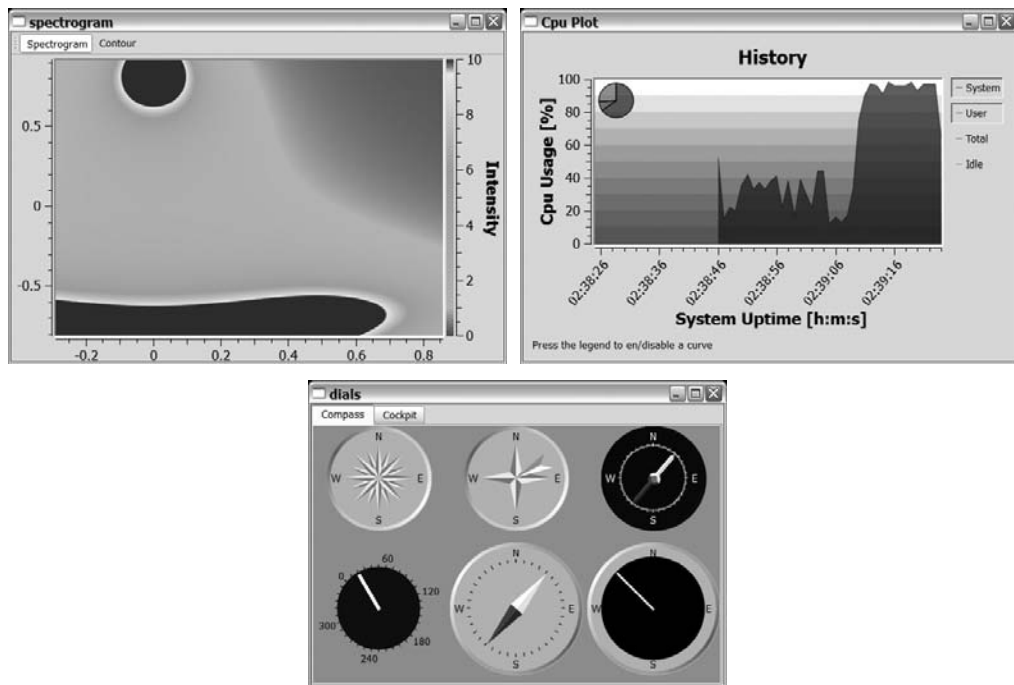 spectrogram
Spectrogram Contour
0.5
0
-0.5
-0.2 0 0.2 0.4 0.6 0.8
10
8
6
4
2
0
Intensity
Cpu Plot
History
100
80
60
40
20
0
Cpu Usage [%]
02:38:26 02:38:36 02:38:46 02:38:56 02:39:06 02:39:16
System Uptime [h:m:s]
System
User
Total
Idle
Press the legend to en/disable a curve
dials
Compass Cockpit
N
W E
S
N
W E
S
N
W E
S
0 60 120 180 240 300
N
W E
S
N
W E
S